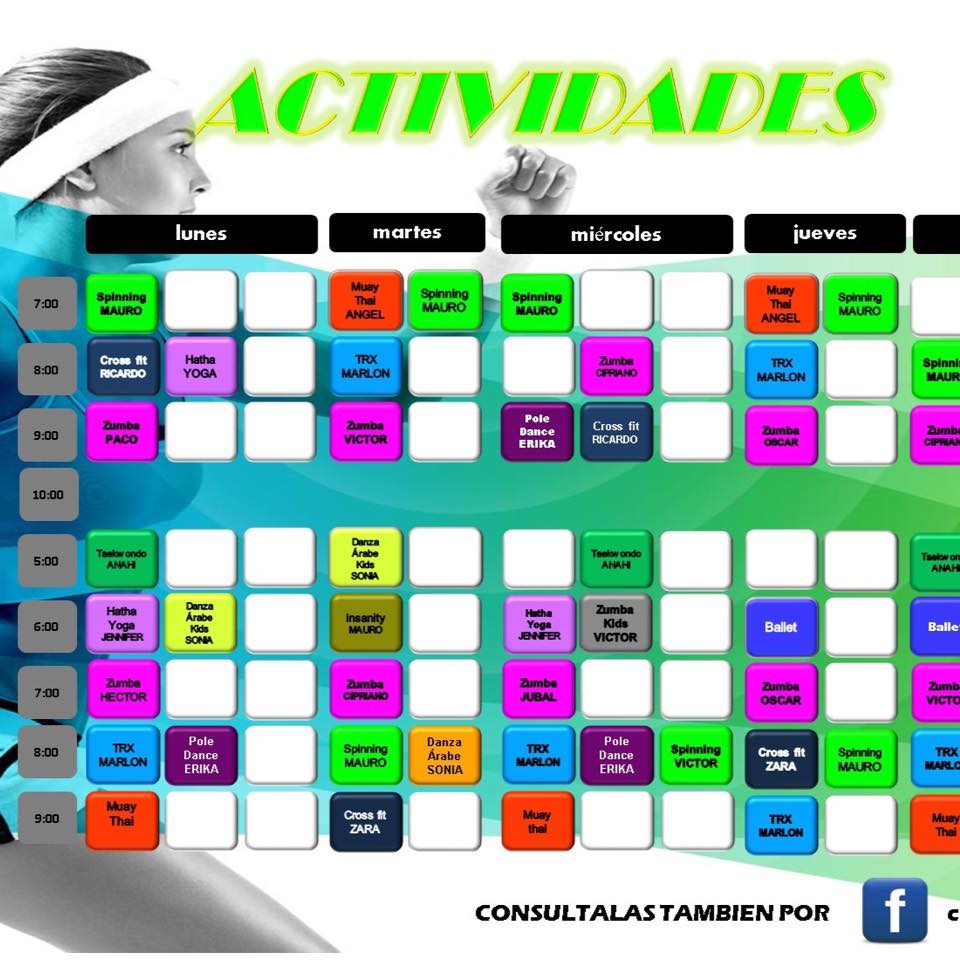 ACTIVIDADES
lunes martes miércoles jueves
7:00
Spinning
MAURO
Muay
Thai
ANGEL
Spinning
MAURO
Spinning
MAURO
Muay
Thai
ANGEL
Spinning
MAURO
8:00
Cross fit
RICARDO
Hatha
YOGA
TRX
MARLON
Zumba
CIPRIANO
TRX
MARLON
Spinni
MAUR
9:00
Zumba
PACO
Zumba
VICTOR
Pole
Dance
ERIKA
Cross fit
RICARDO
Zumba
OSCAR
Zumb
CIPRIAN
10:00
5:00
Taekwondo
ANAHI
Danza
Árabe
Kids
SONIA
Taekwondo
ANAHI
Taekwon
ANAH
6:00
Hatha
Yoga
JENNIFER
Danza
Árabe
Kids
SONIA
Insanity
MAURO
Hatha
Yoga
JENNIFER
Zumba
Kids
VICTOR
Ballet
Balle
7:00
Zumba
HECTOR
Zumba
CIPRIANO
Zumba
JUBAL
Zumba
OSCAR
Zumb
VICTO
8:00
TRX
MARLON
Pole
Dance
ERIKA
Spinning
MAURO
Danza
Árabe
SONIA
TRX
MARLON
Pole
Dance
ERIKA
Spinning
VICTOR
Cross fit
ZARA
Spinning
MAURO
TRX
MARLO
9:00
Muay
Thai
Cross fit
ZARA
Muay
thai
TRX
MARLON
Muay
Thai
CONSULTALAS TAMBIEN POR f c